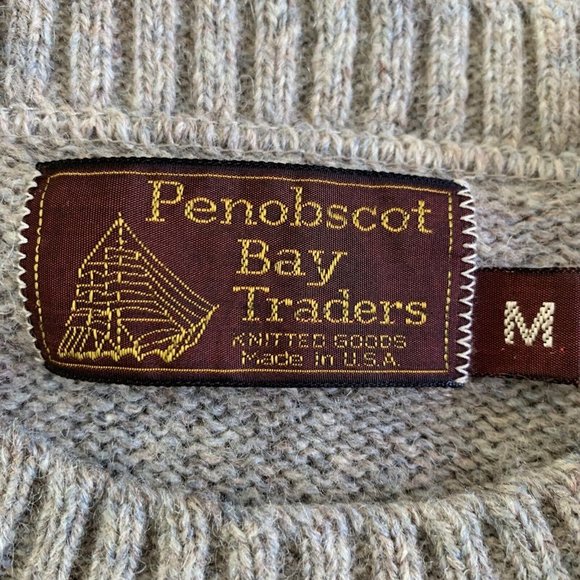 Penobscot
Bay
Traders
KNITTED GOODS
Made in U.S.A.
M